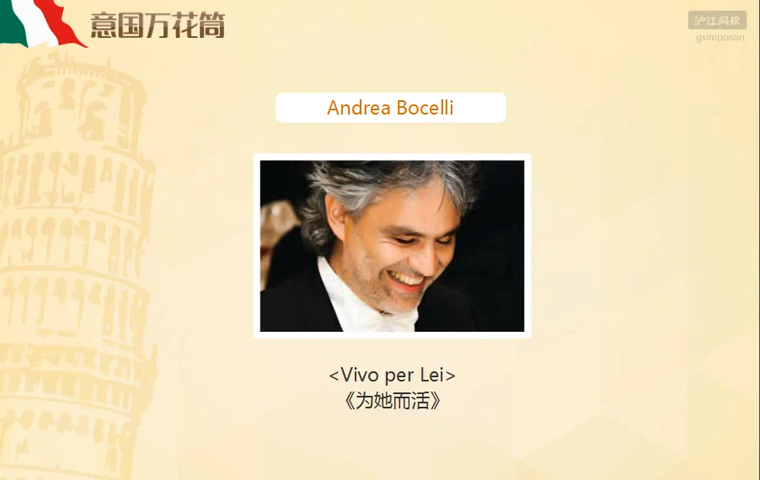 意国万花筒
沪江网校
gsimposon
Andrea Bocelli
<Vivo per Lei>
《为她而活》